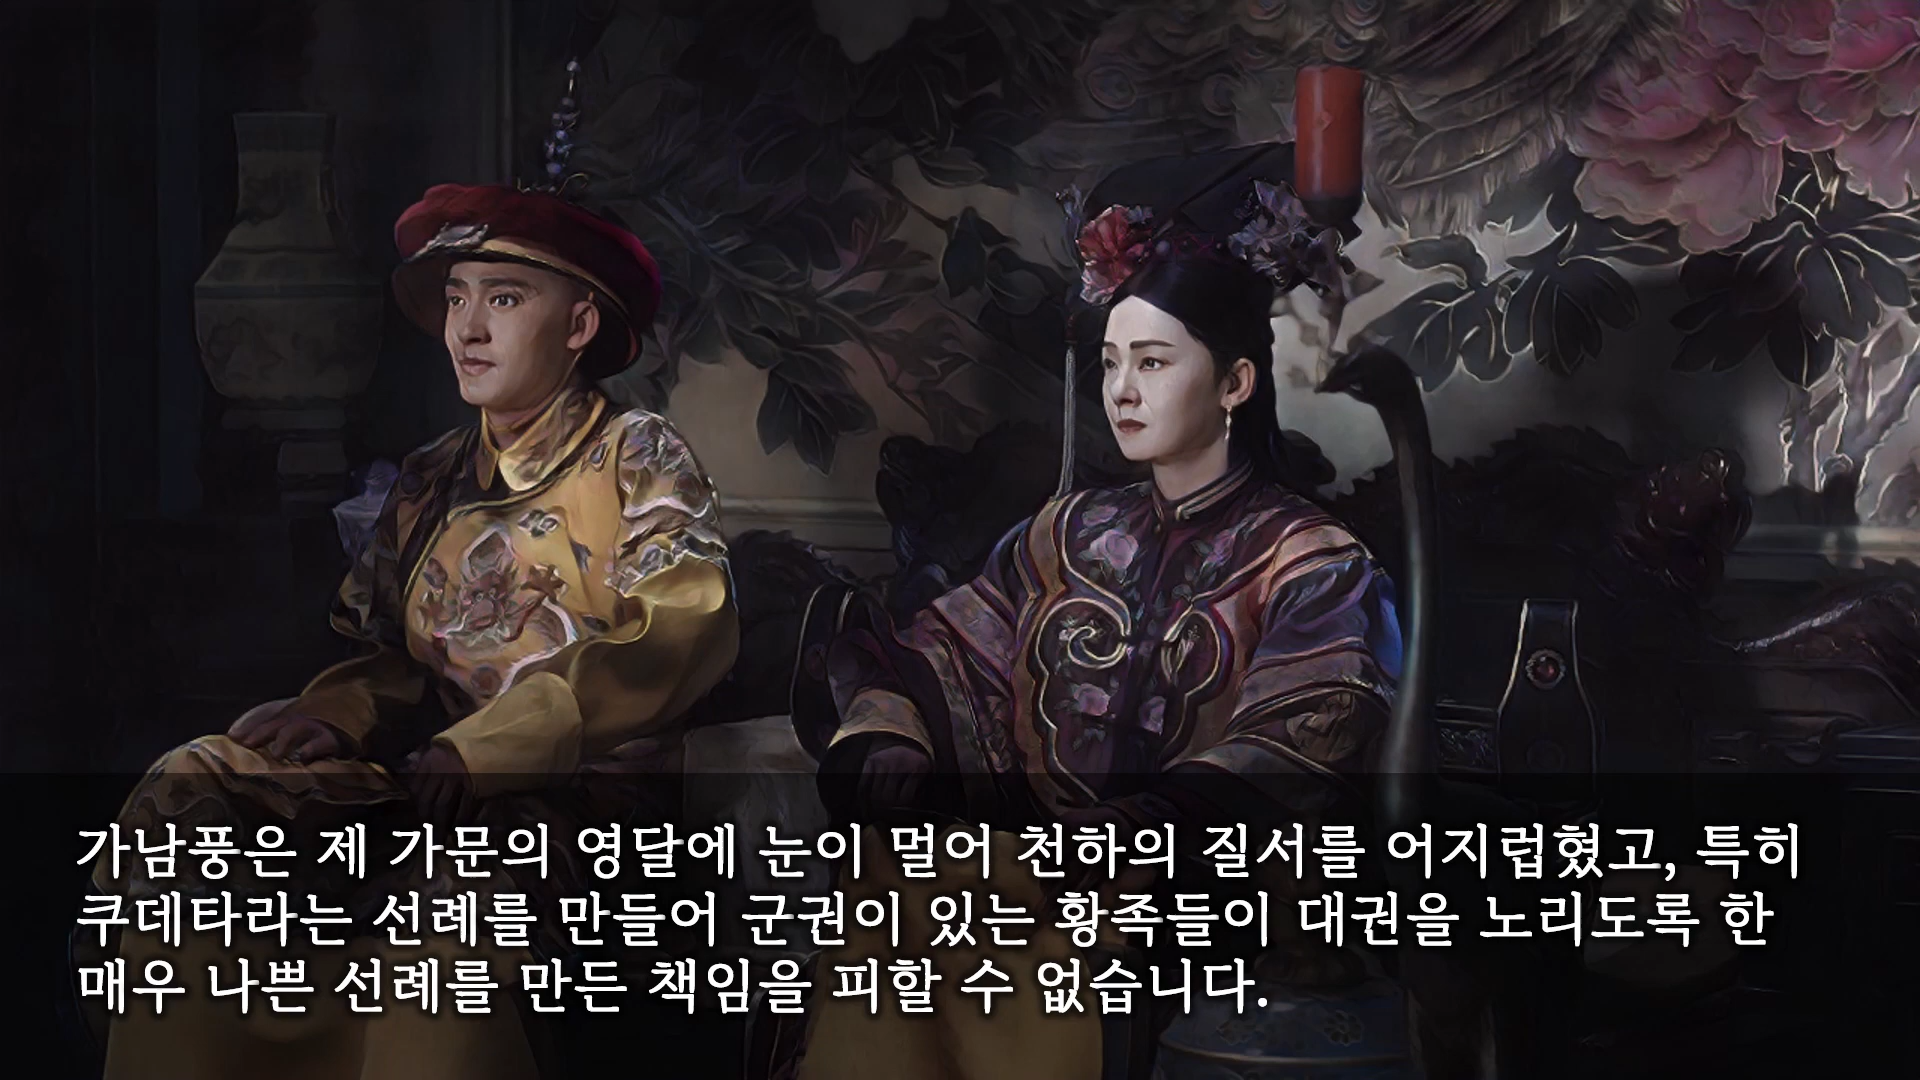 가남풍은 제 가문의 영달에 눈이 멀어 천하의 질서를 어지럽혔고, 특히
쿠데타라는 선례를 만들어 군권이 있는 황족들이 대권을 노리도록 한
매우 나쁜 선례를 만든 책임을 피할 수 없습니다.